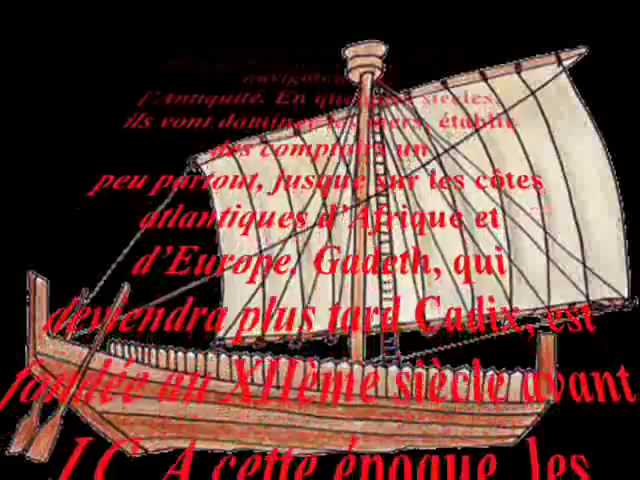 navigateurs de
l'Antiquité. En quelques siècles,
ils vont dominer les mers, établir
des comptoirs un
peu partout, jusque sur les côtes
atlantiques d'Afrique et
d'Europe. Gadeth, qui
deviendra plus tard Cadix, est
fondée au XIIème siècle avant
J.C. A cette époque, les